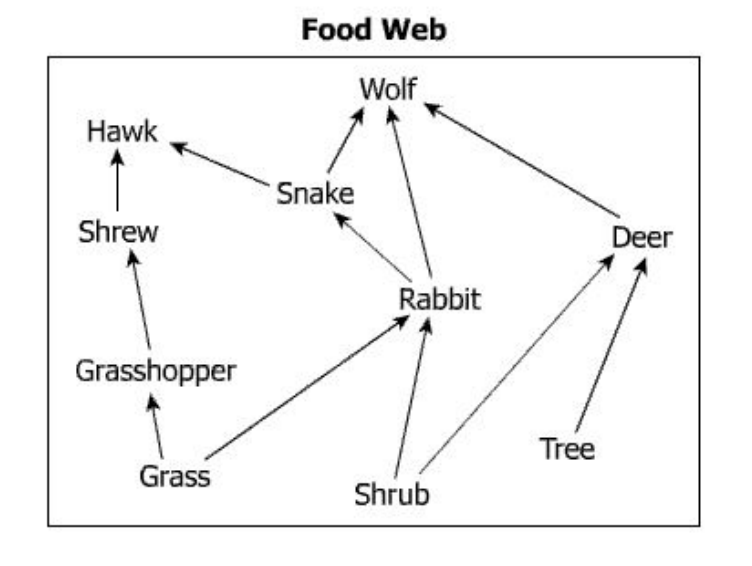 Food Web
Wolf
Hawk
Snake
Shrew
Deer
Rabbit
Grasshopper
Tree
Grass
Shrub